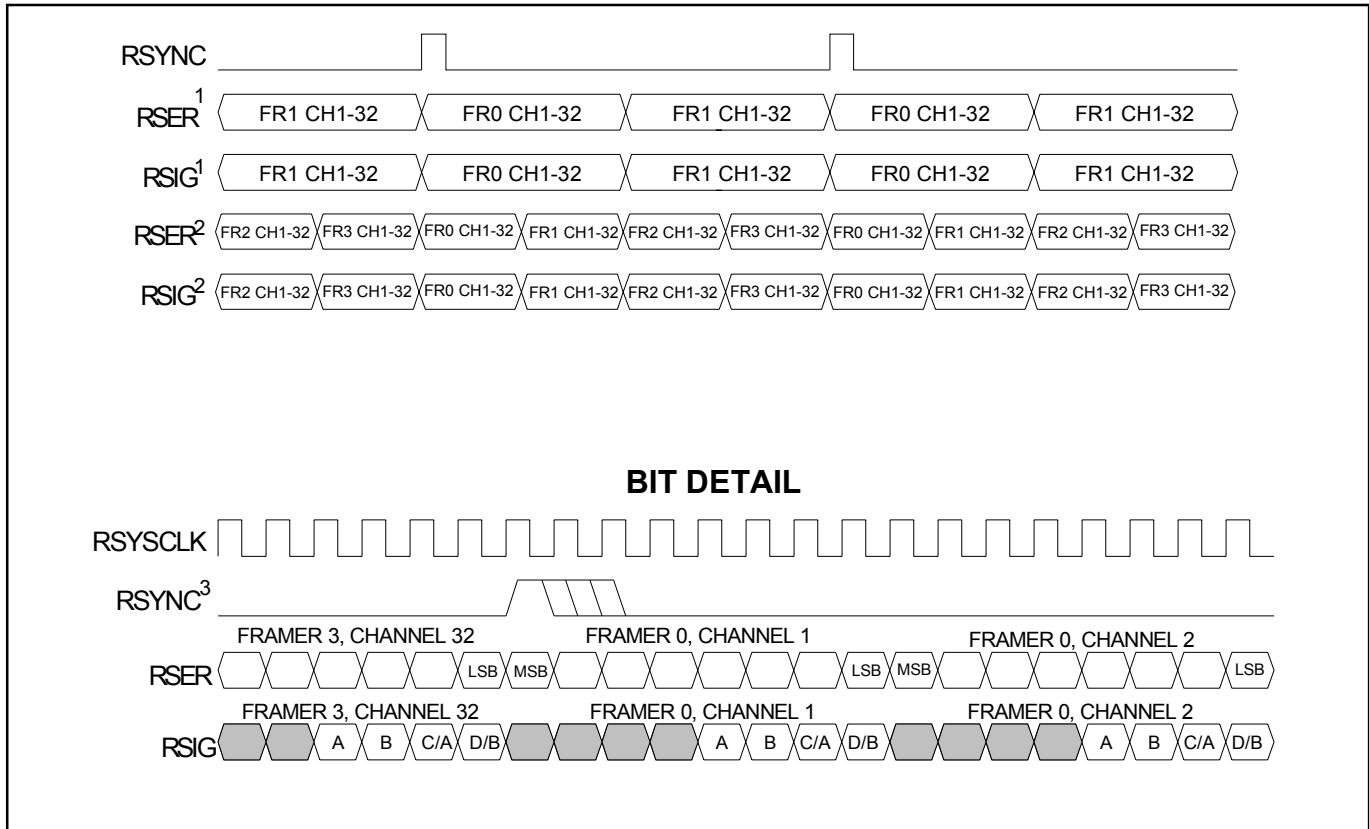 RSYNC
RSER1 FR1 CH1-32 FR0 CH1-32 FR1 CH1-32 FR0 CH1-32 FR1 CH1-32
RSIG1 FR1 CH1-32 FR0 CH1-32 FR1 CH1-32 FR0 CH1-32 FR1 CH1-32
RSER2 FR2 CH1-32 FR3 CH1-32 FR0 CH1-32 FR1 CH1-32 FR2 CH1-32 FR3 CH1-32 FR0 CH1-32 FR1 CH1-32 FR2 CH1-32 FR3 CH1-32
RSIG2 FR2 CH1-32 FR3 CH1-32 FR0 CH1-32 FR1 CH1-32 FR2 CH1-32 FR3 CH1-32 FR0 CH1-32 FR1 CH1-32 FR2 CH1-32 FR3 CH1-32
BIT DETAIL
RSYSCLK
RSYNC3
FRAMER 3, CHANNEL 32 FRAMER 0, CHANNEL 1 FRAMER 0, CHANNEL 2
RSER LSB MSB LSB MSB LSB
FRAMER 3, CHANNEL 32 FRAMER 0, CHANNEL 1 FRAMER 0, CHANNEL 2
RSIG A B C/A D/B A B C/A D/B A B C/A D/B